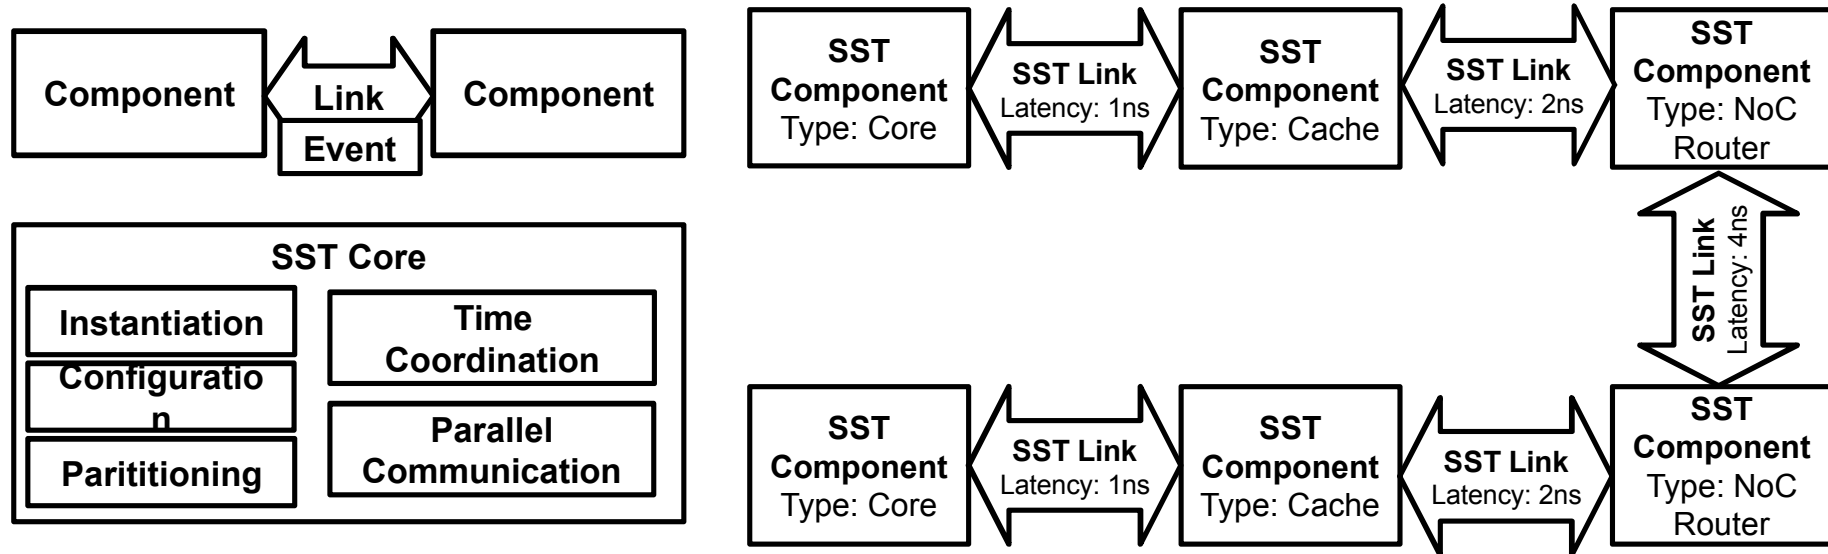 Component
Link
Event
Component
SST Core
Instantiation
Configuratio
n
Parititioning
Time
Coordination
Parallel
Communication
SST
Component
Type: Core
SST Link
Latency: 1ns
SST
Component
Type: Cache
SST Link
Latency: 2ns
SST
Component
Type: NoC
Router
SST Link
Latency: 4ns
SST
Component
Type: Core
SST Link
Latency: 1ns
SST
Component
Type: Cache
SST Link
Latency: 2ns
SST
Component
Type: NoC
Router